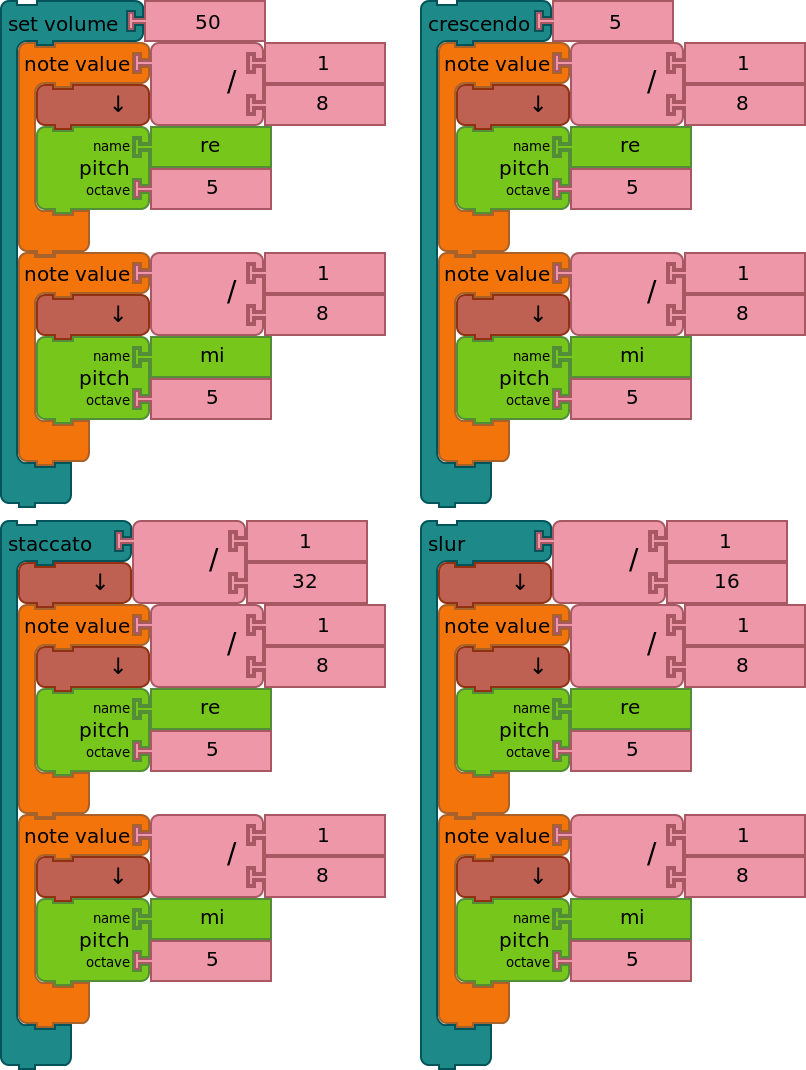 set volume 50
note value / 1
↓ 8
name re
pitch
octave 5
note value / 1
↓ 8
name mi
pitch
octave 5
crescendo 5
note value / 1
↓ 8
name re
pitch
octave 5
note value / 1
↓ 8
name mi
pitch
octave 5
staccato / 1
↓ 32
note value / 1
↓ 8
name re
pitch
octave 5
note value / 1
↓ 8
name mi
pitch
octave 5
slur / 1
↓ 16
note value / 1
↓ 8
name re
pitch
octave 5
note value / 1
↓ 8
name mi
pitch
octave 5